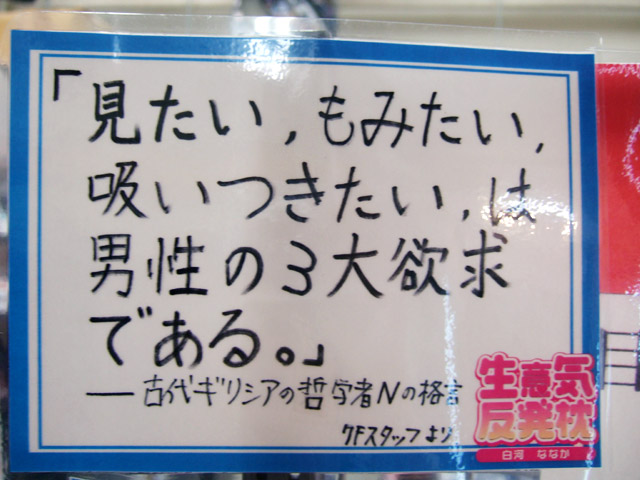 「見たい，もみたい，
吸いつきたい，は
男性の3大欲求
である。」
――古代ギリシアの哲学者Nの格言
7Fスタッフより
生意気
反発枕
白河 ななか